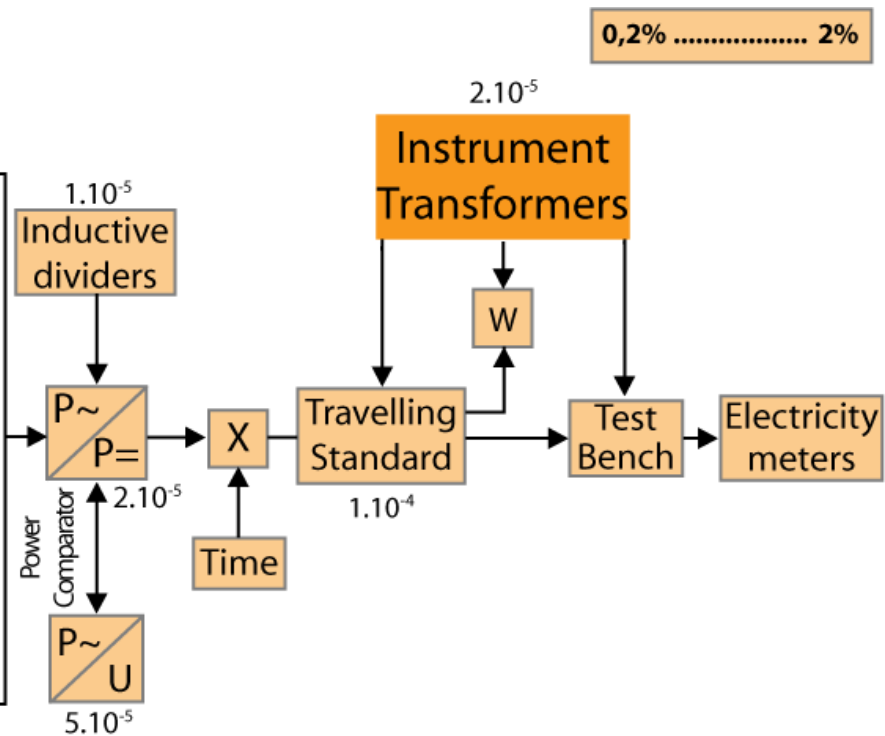 0,2% .................. 2%
2.10⁻⁵
Instrument
Transformers
1.10⁻⁵
Inductive
dividers
W
P~
P=
X
Travelling
Standard
Test
Bench
Electricity
meters
2.10⁻⁵
1.10⁻⁴
Power
Comparator
Time
P~
U
5.10⁻⁵